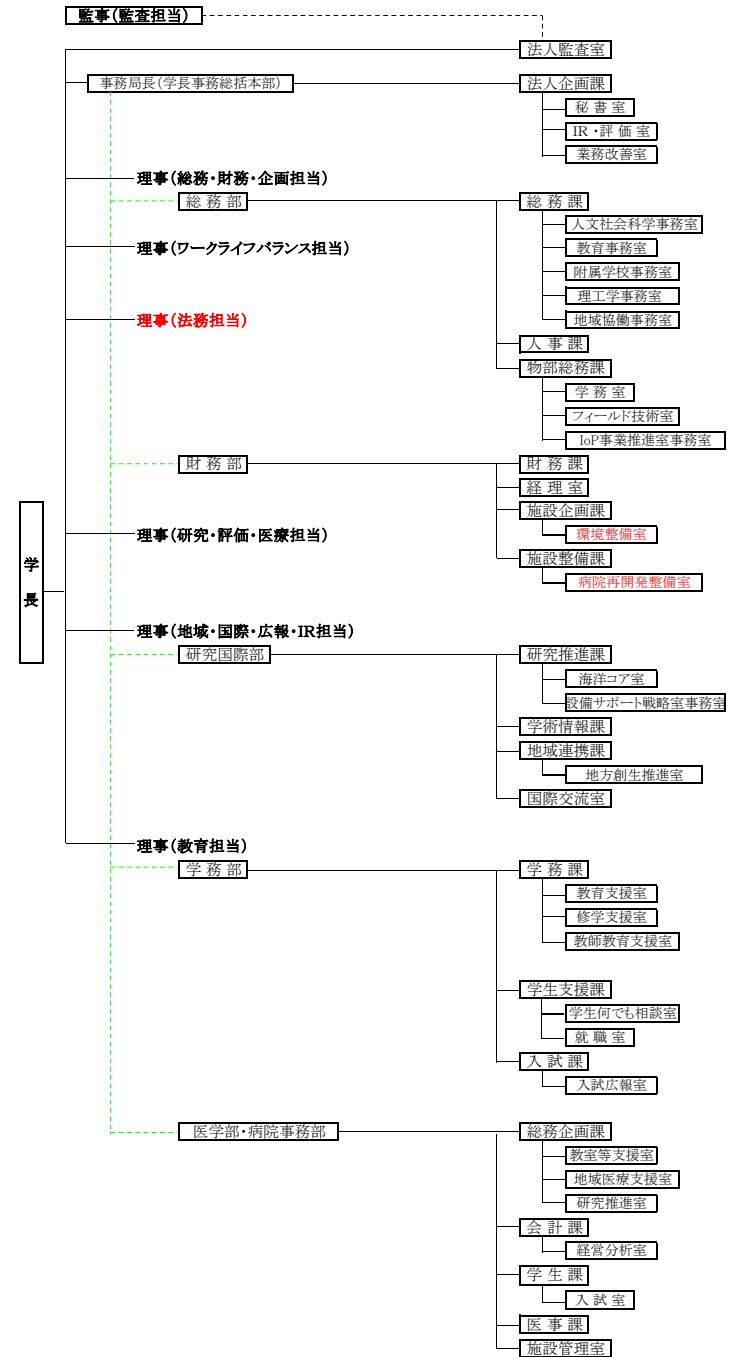 監事(監査担当)
法人監査室
事務局長(学長事務総括本部)
法人企画課
秘書室
IR・評価室
業務改善室
理事(総務・財務・企画担当)
総務部
総務課
人文社会科学事務室
理事(ワークライフバランス担当)
教育事務室
附属学校事務室
理工学事務室
理事(法務担当)
地域協働事務室
人事課
物部総務課
学務室
フィールド技術室
IoP事業推進室事務室
財務部
財務課
経理室
施設企画課
理事(研究・評価・医療担当)
環境整備室
施設整備課
病院再開発整備室
学長
理事(地域・国際・広報・IR担当)
研究国際部
研究推進課
海洋コア室
設備サポート戦略室事務室
学術情報課
地域連携課
地方創生推進室
国際交流室
理事(教育担当)
学務部
学務課
教育支援室
修学支援室
教師教育支援室
学生支援課
学生何でも相談室
就職室
入試課
入試広報室
医学部・病院事務部
総務企画課
教室等支援室
地域医療支援室
研究推進室
会計課
経営分析室
学生課
入試室
医事課
施設管理室